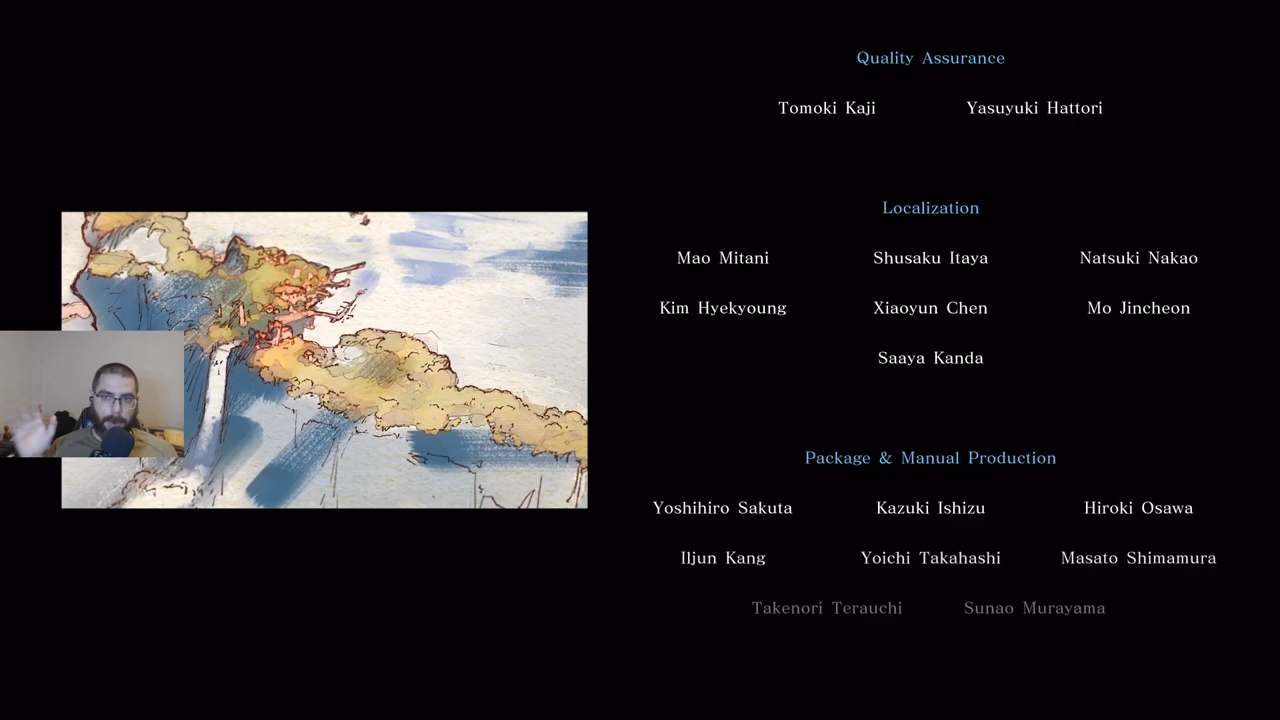 Quality Assurance
Tomoki Kaji Yasuyuki Hattori
Localization
Mao Mitani Shusaku Itaya Natsuki Nakao
Kim Hyekyoung Xiaoyun Chen Mo Jincheon
Saaya Kanda
Package & Manual Production
Yoshihiro Sakuta Kazuki Ishizu Hiroki Osawa
Iljun Kang Yoichi Takahashi Masato Shimamura
Takenori Terauchi Sunao Murayama